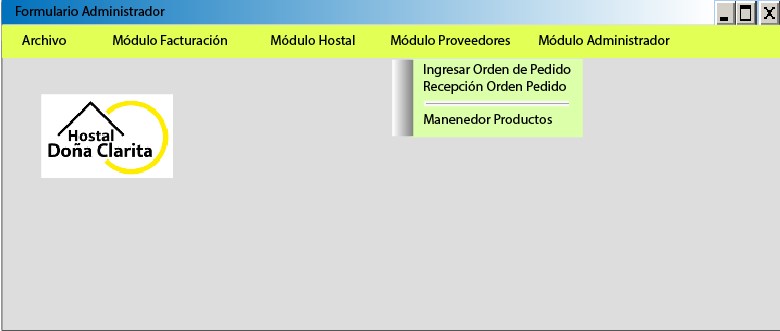 Formulario Administrador
Archivo Módulo Facturación Módulo Hostal Módulo Proveedores Módulo Administrador
Ingresar Orden de Pedido
Recepción Orden Pedido
Manenedor Productos
Hostal
Doña Clarita